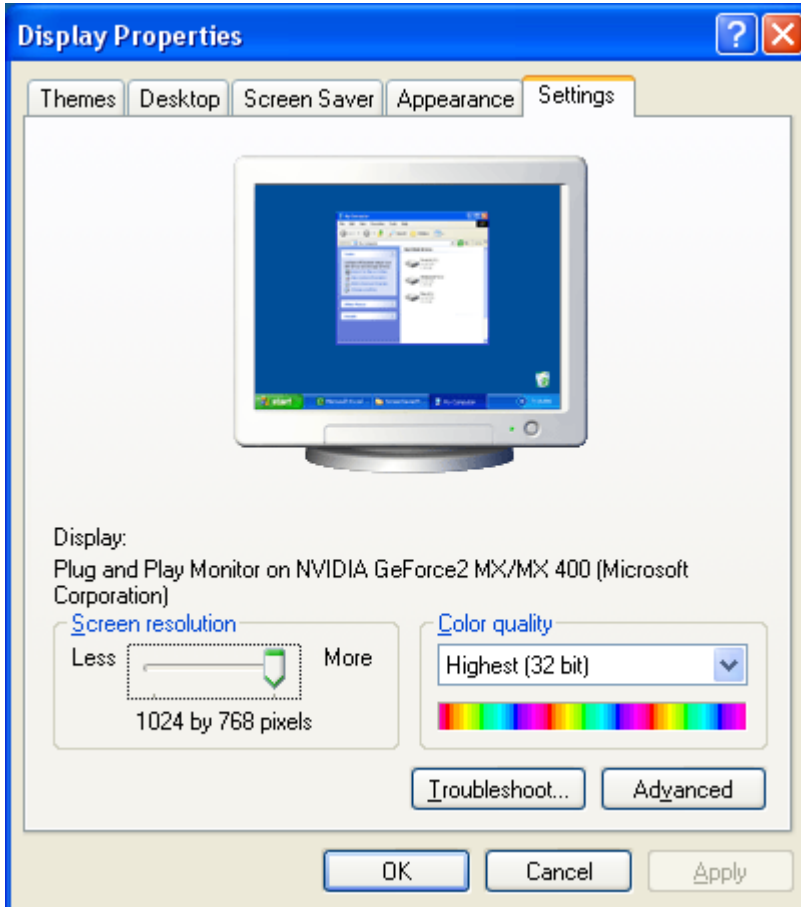 Display Properties
Themes Desktop Screen Saver Appearance Settings
start
Display:
Plug and Play Monitor on NVIDIA GeForce2 MX/MX 400 (Microsoft
Corporation)
Screen resolution
Less More
1024 by 768 pixels
Color quality
Highest (32 bit)
Troubleshoot... Advanced
OK Cancel Apply